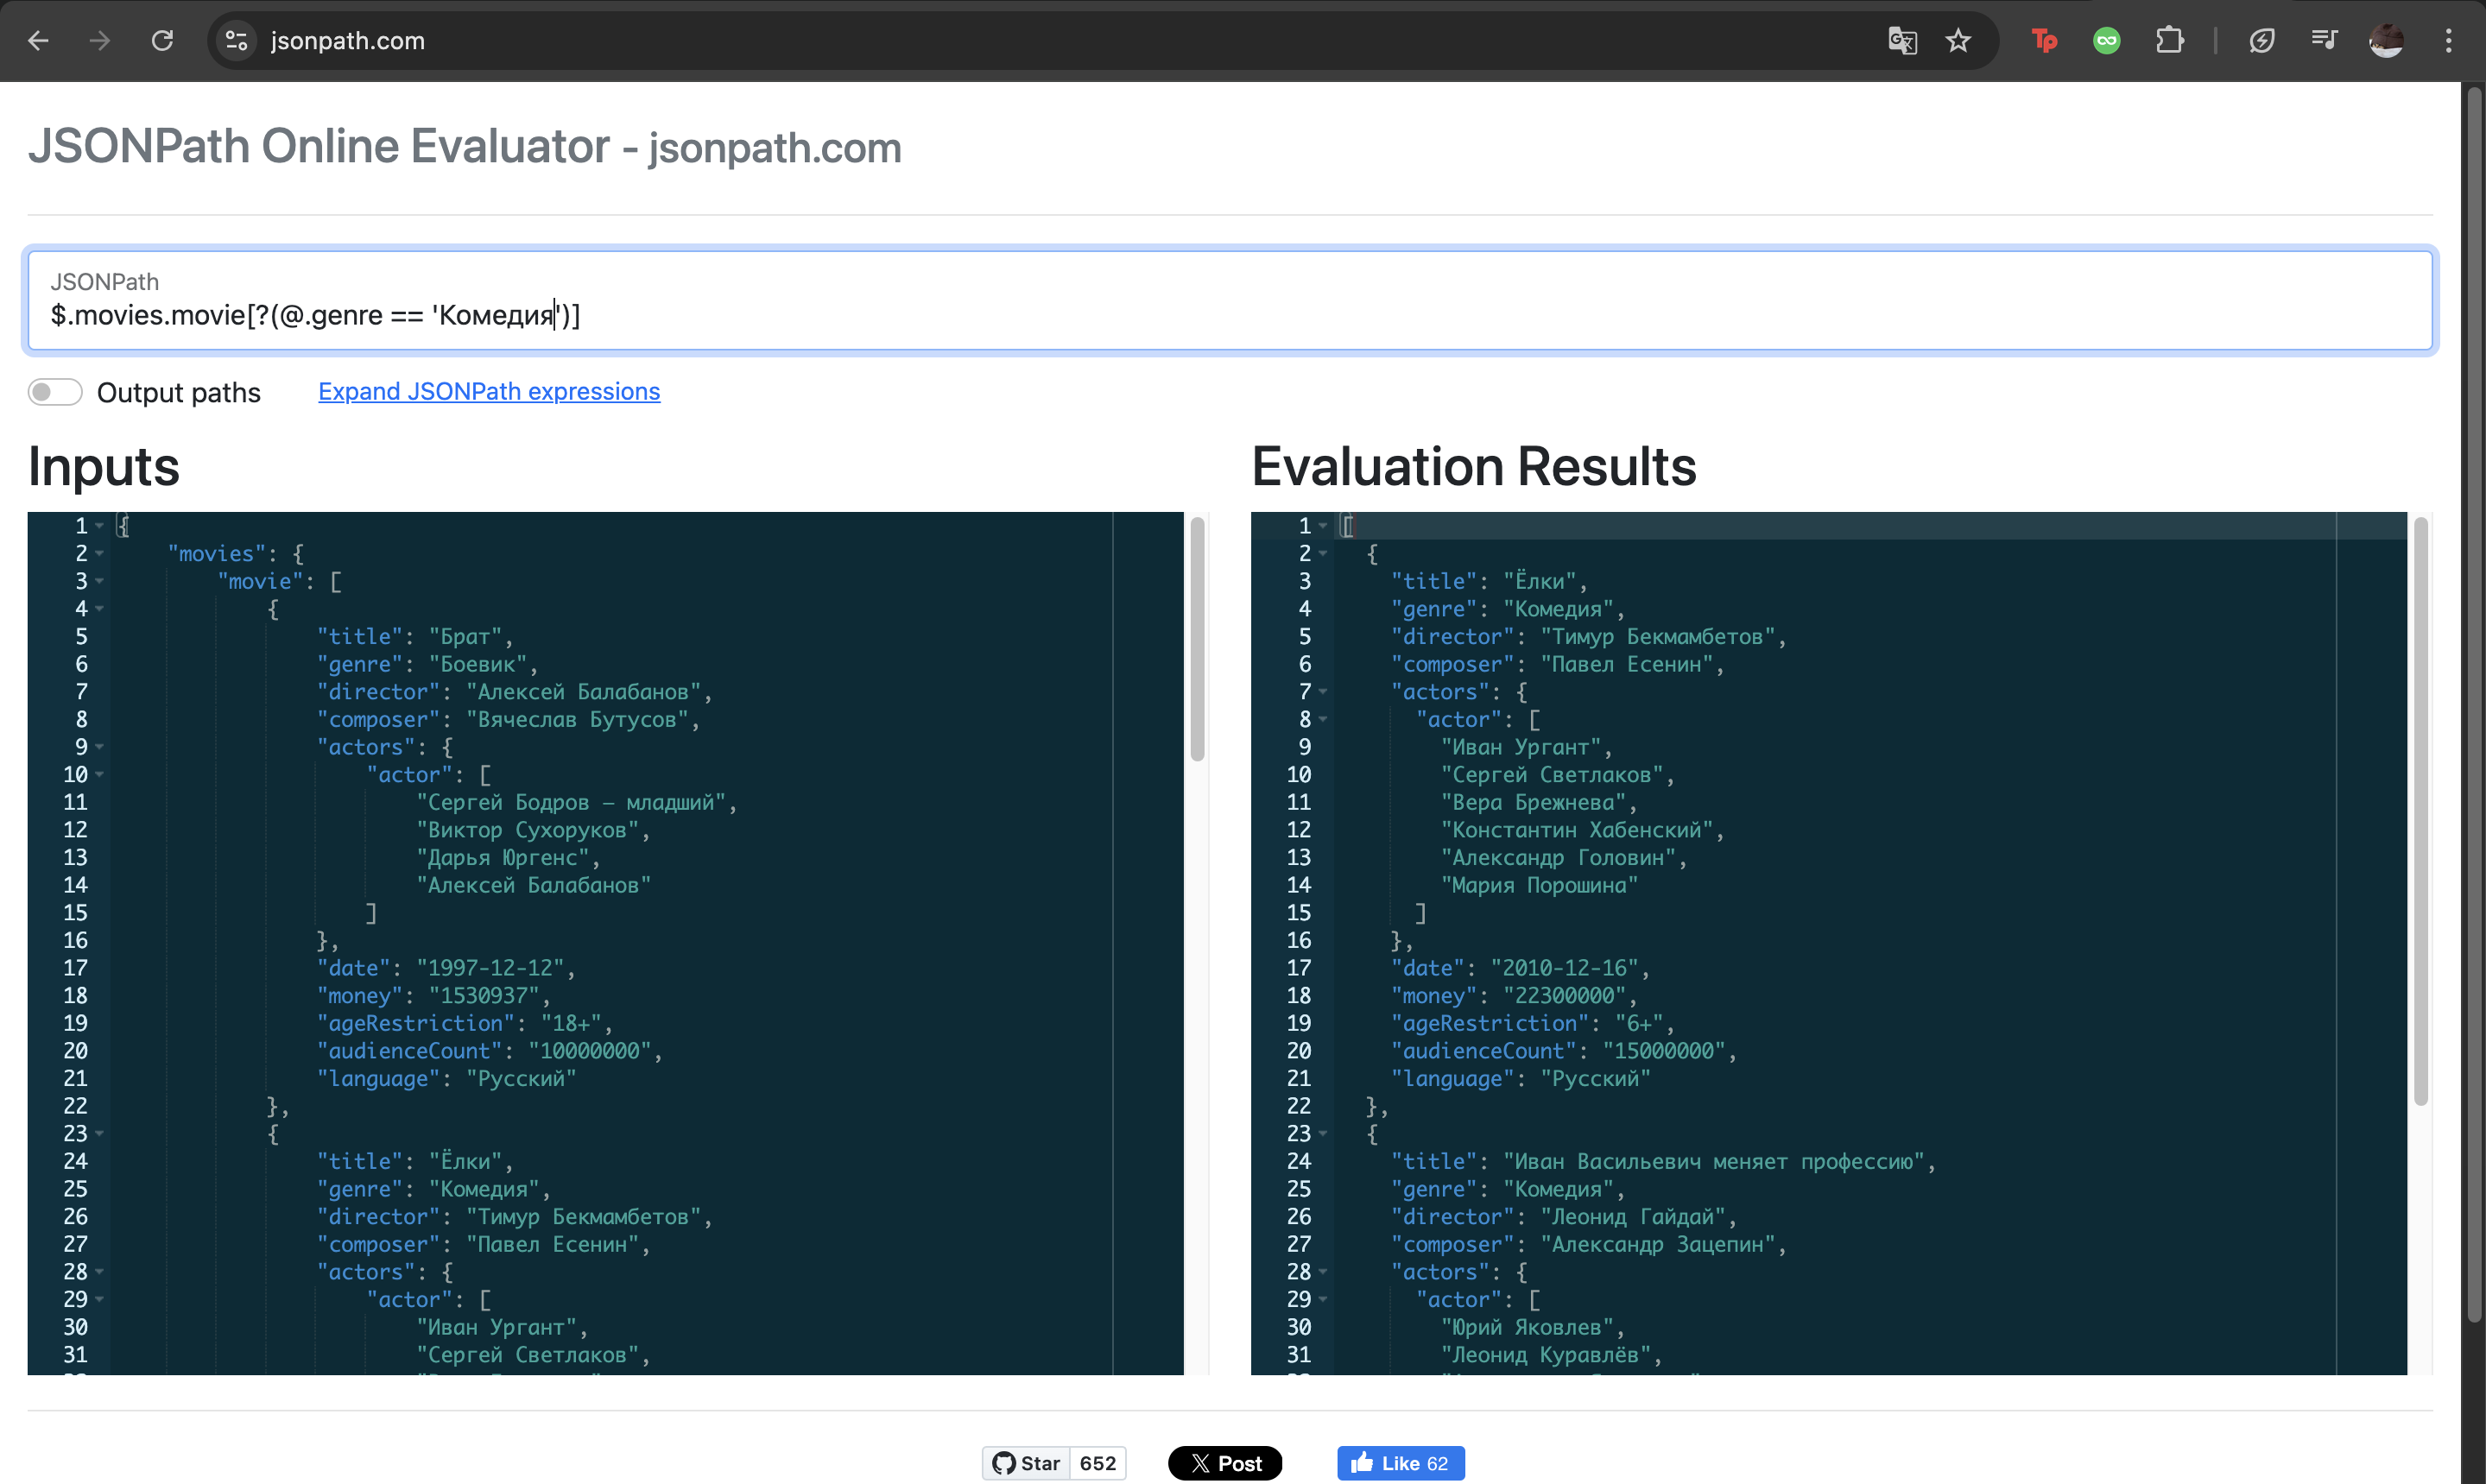 jsonpath.com
JSONPath Online Evaluator - jsonpath.com
JSONPath
$.movies.movie[?(@.genre == 'Комедия')]
Output paths
Expand JSONPath expressions
Inputs
1 {
2 "movies": {
3 "movie": [
4 {
5 "title": "Брат",
6 "genre": "Боевик",
7 "director": "Алексей Балабанов",
8 "composer": "Вячеслав Бутусов",
9 "actors": {
10 "actor": [
11 "Сергей Бодров – младший",
12 "Виктор Сухоруков",
13 "Дарья Юргенс",
14 "Алексей Балабанов"
15 ]
16 },
17 "date": "1997-12-12",
18 "money": "1530937",
19 "ageRestriction": "18+",
20 "audienceCount": "10000000",
21 "language": "Русский"
22 },
23 {
24 "title": "Ёлки",
25 "genre": "Комедия",
26 "director": "Тимур Бекмамбетов",
27 "composer": "Павел Есенин",
28 "actors": {
29 "actor": [
30 "Иван Ургант",
31 "Сергей Светлаков",
Evaluation Results
1 [
2 {
3 "title": "Ёлки",
4 "genre": "Комедия",
5 "director": "Тимур Бекмамбетов",
6 "composer": "Павел Есенин",
7 "actors": {
8 "actor": [
9 "Иван Ургант",
10 "Сергей Светлаков",
11 "Вера Брежнева",
12 "Константин Хабенский",
13 "Александр Головин",
14 "Мария Порошина"
15 ]
16 },
17 "date": "2010-12-16",
18 "money": "22300000",
19 "ageRestriction": "6+",
20 "audienceCount": "15000000",
21 "language": "Русский"
22 },
23 {
24 "title": "Иван Васильевич меняет профессию",
25 "genre": "Комедия",
26 "director": "Леонид Гайдай",
27 "composer": "Александр Зацепин",
28 "actors": {
29 "actor": [
30 "Юрий Яковлев",
31 "Леонид Куравлёв",
Star 652
Post
Like 62